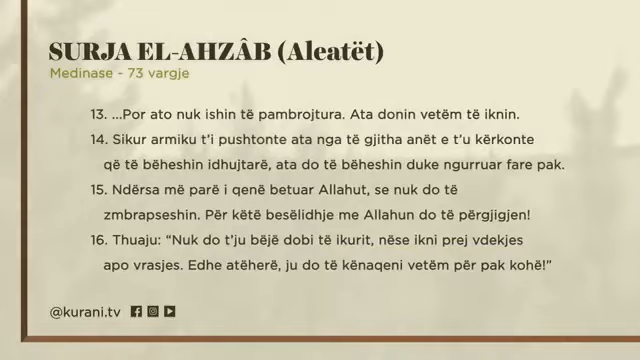 SURJA EL-AHZÂB (Aleatët)
Medinase - 73 vargje
13. ...Por ato nuk ishin të pambrojtura. Ata donin vetëm të iknin.
14. Sikur armiku t'i pushtonte ata nga të gjitha anët e t'u kërkonte
që të bëheshin idhujtarë, ata do të bëheshin duke ngurruar fare pak.
15. Ndërsa më parë i qenë betuar Allahut, se nuk do të
zmbrapseshin. Për këtë besëlidhje me Allahun do të përgjigjen!
16. Thuaju: “Nuk do t'ju bëjë dobi të ikurit, nëse ikni prej vdekjes
apo vrasjes. Edhe atëherë, ju do të kënaqeni vetëm për pak kohë!”
@kurani.tv